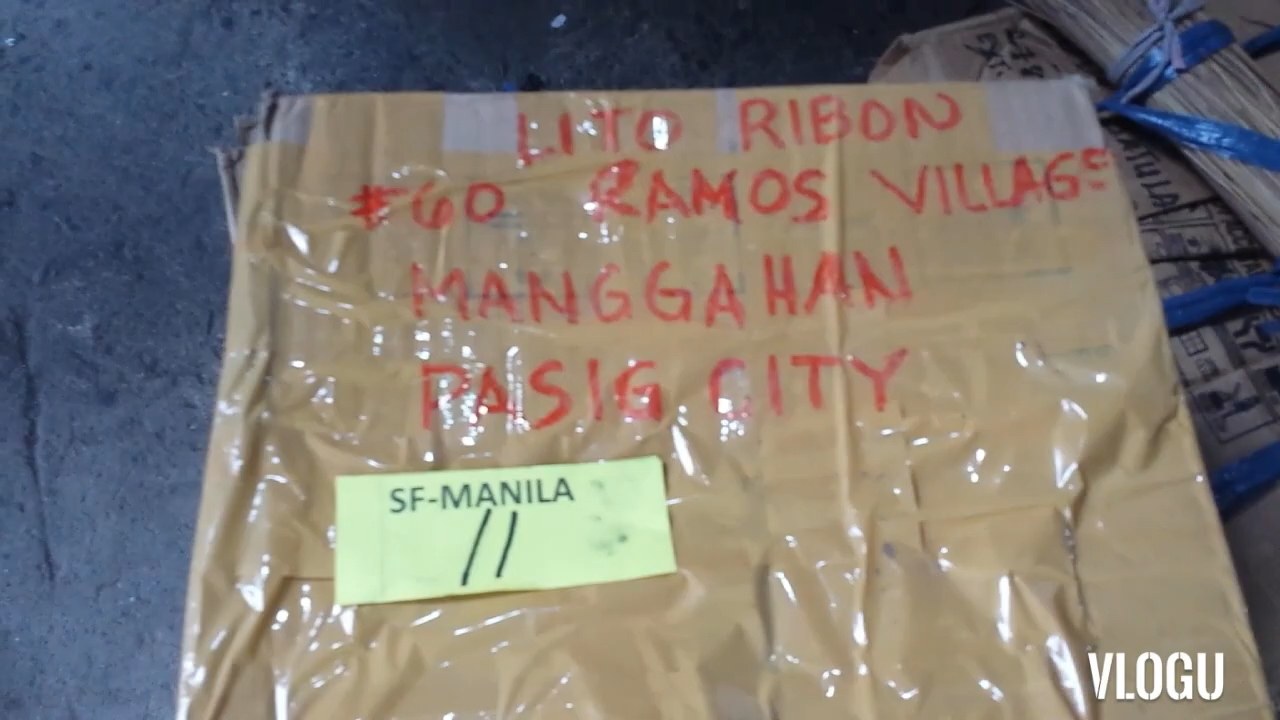 LITO RIBON
#60 RAMOS VILLAGE
MANGGAHAN
PASIG CITY
SF-MANILA
11
VLOGU